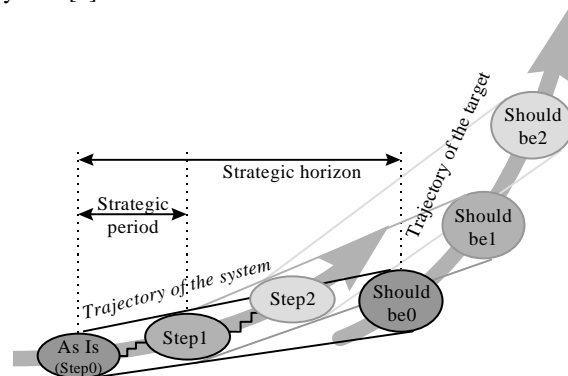 Trajectory of the target
Should
be2
Strategic horizon
Strategic
period
Should
be1
Trajectory of the system
Step2
Should
be0
Step1
As Is
(Step0)